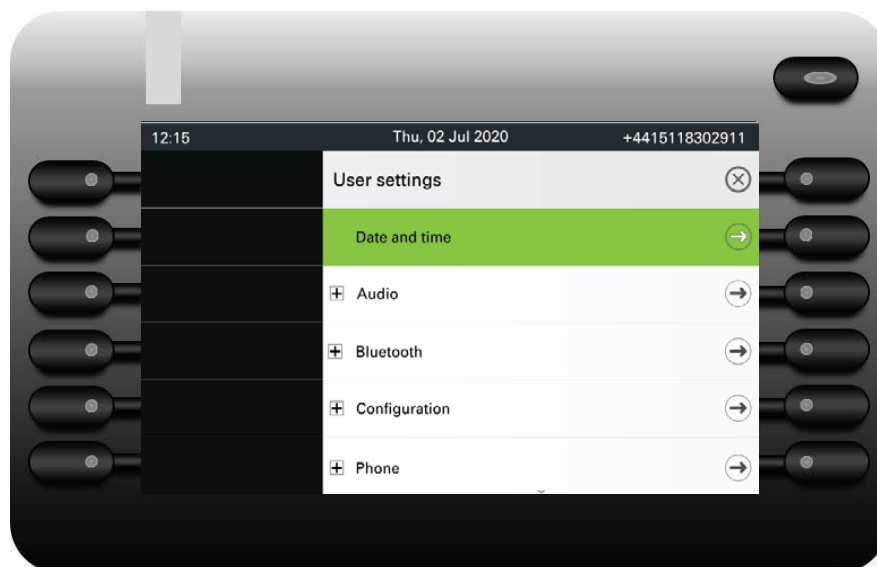 12:15 Thu, 02 Jul 2020 +4415118302911
User settings
Date and time
Audio
Bluetooth
Configuration
Phone